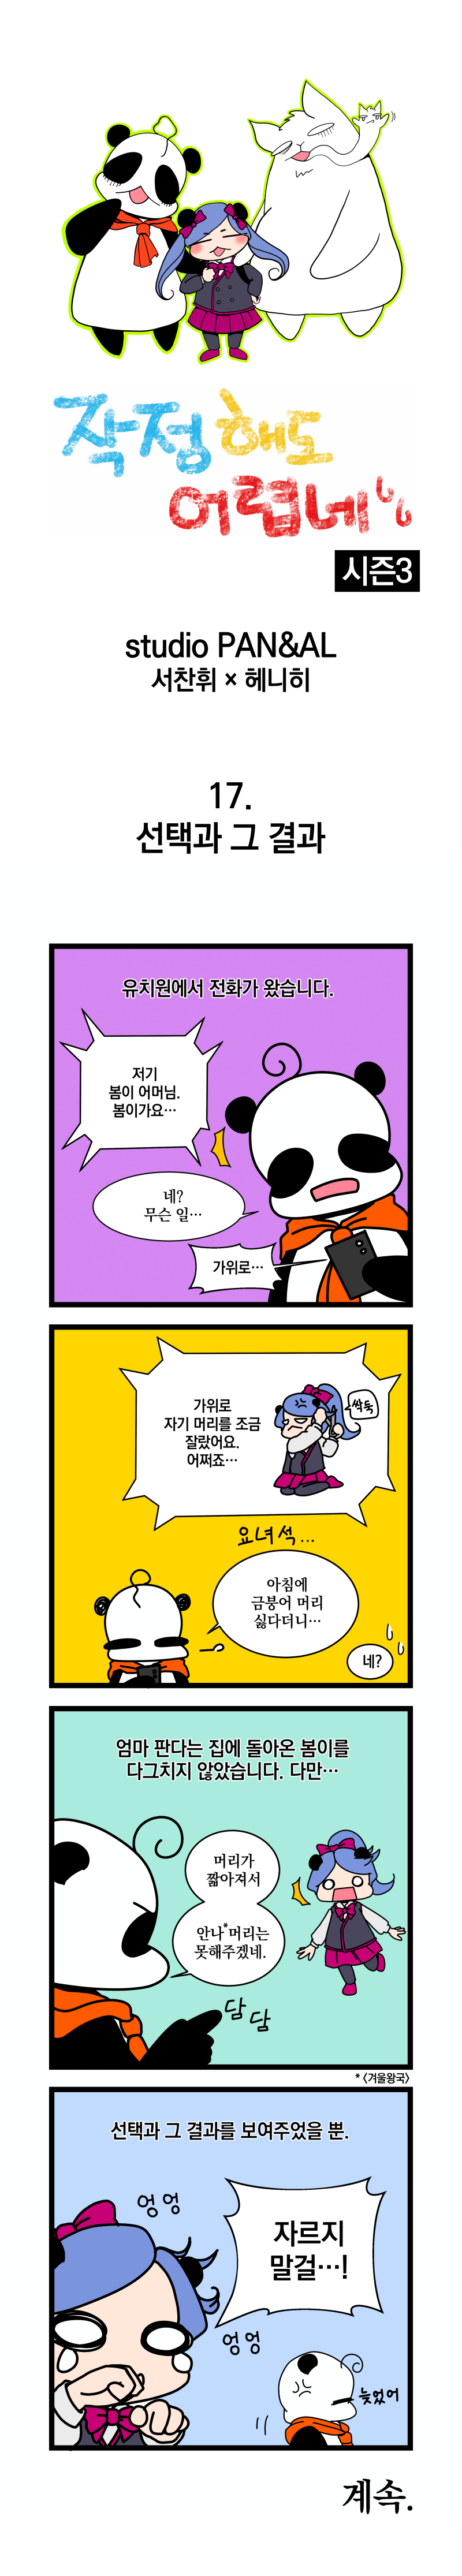 작정해도
어렵네
시즌3
studio PAN&AL
서찬휘 × 헤니히
17.
선택과 그 결과
유치원에서 전화가 왔습니다.
저기
봄이 어머님.
봄이가요…
네?
무슨 일…
가위로…
가위로
자기 머리를 조금
잘랐어요.
어쩌죠…
싹둑
요녀석...
아침에
금붕어 머리
싫다더니…
네?
엄마 판다는 집에 돌아온 봄이를
다그치지 않았습니다. 다만…
머리가
짧아져서
안나*머리는
못해주겠네.
담담
* 〈겨울왕국〉
선택과 그 결과를 보여주었을 뿐.
엉엉
자르지
말걸…!
엉엉
늦었어
계속.